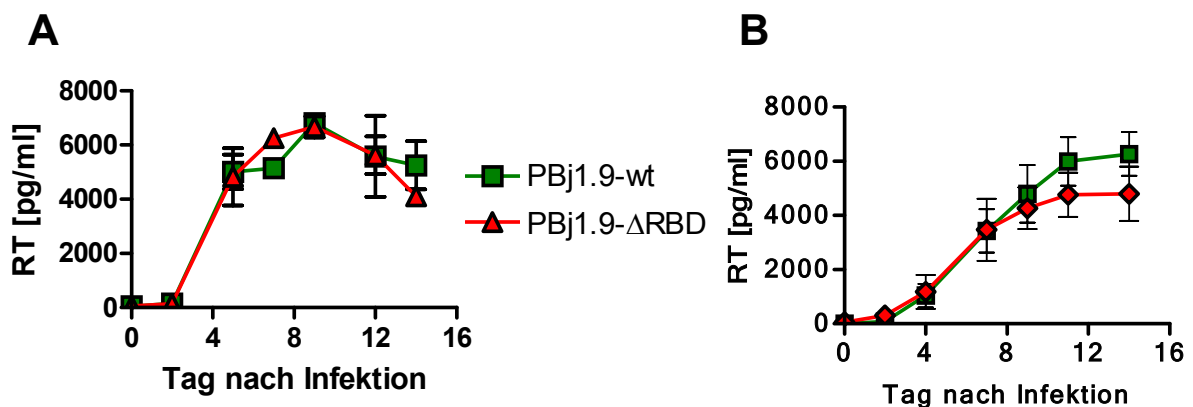 A
RT [pg/ml]
8000
6000
4000
2000
0
0 4 8 12 16
Tag nach Infektion
PBj1.9-wt
PBj1.9-ΔRBD
B
RT [pg/ml]
8000
6000
4000
2000
0
0 4 8 12 16
Tag nach Infektion